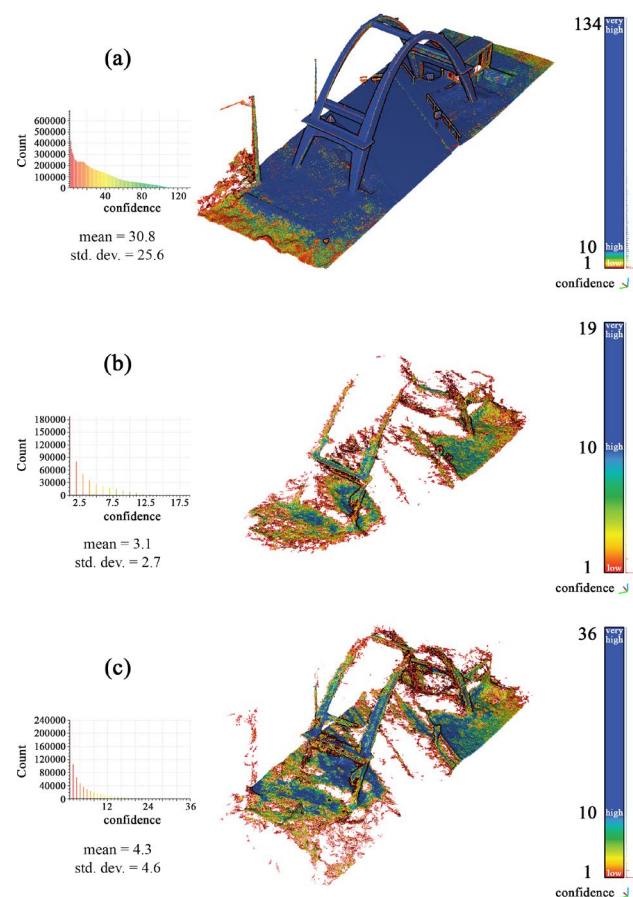 (a)
600000
500000
400000
300000
200000
100000
0
Count
40
80
120
confidence
mean = 30.8
std. dev. = 25.6
134
very
high
10
high
1
low
confidence
(b)
180000
150000
120000
90000
60000
30000
0
Count
2.5
7.5
12.5
17.5
confidence
mean = 3.1
std. dev. = 2.7
19
very
high
10
high
1
low
confidence
(c)
240000
200000
160000
120000
80000
40000
0
Count
12
24
36
confidence
mean = 4.3
std. dev. = 4.6
36
very
high
10
high
1
low
confidence